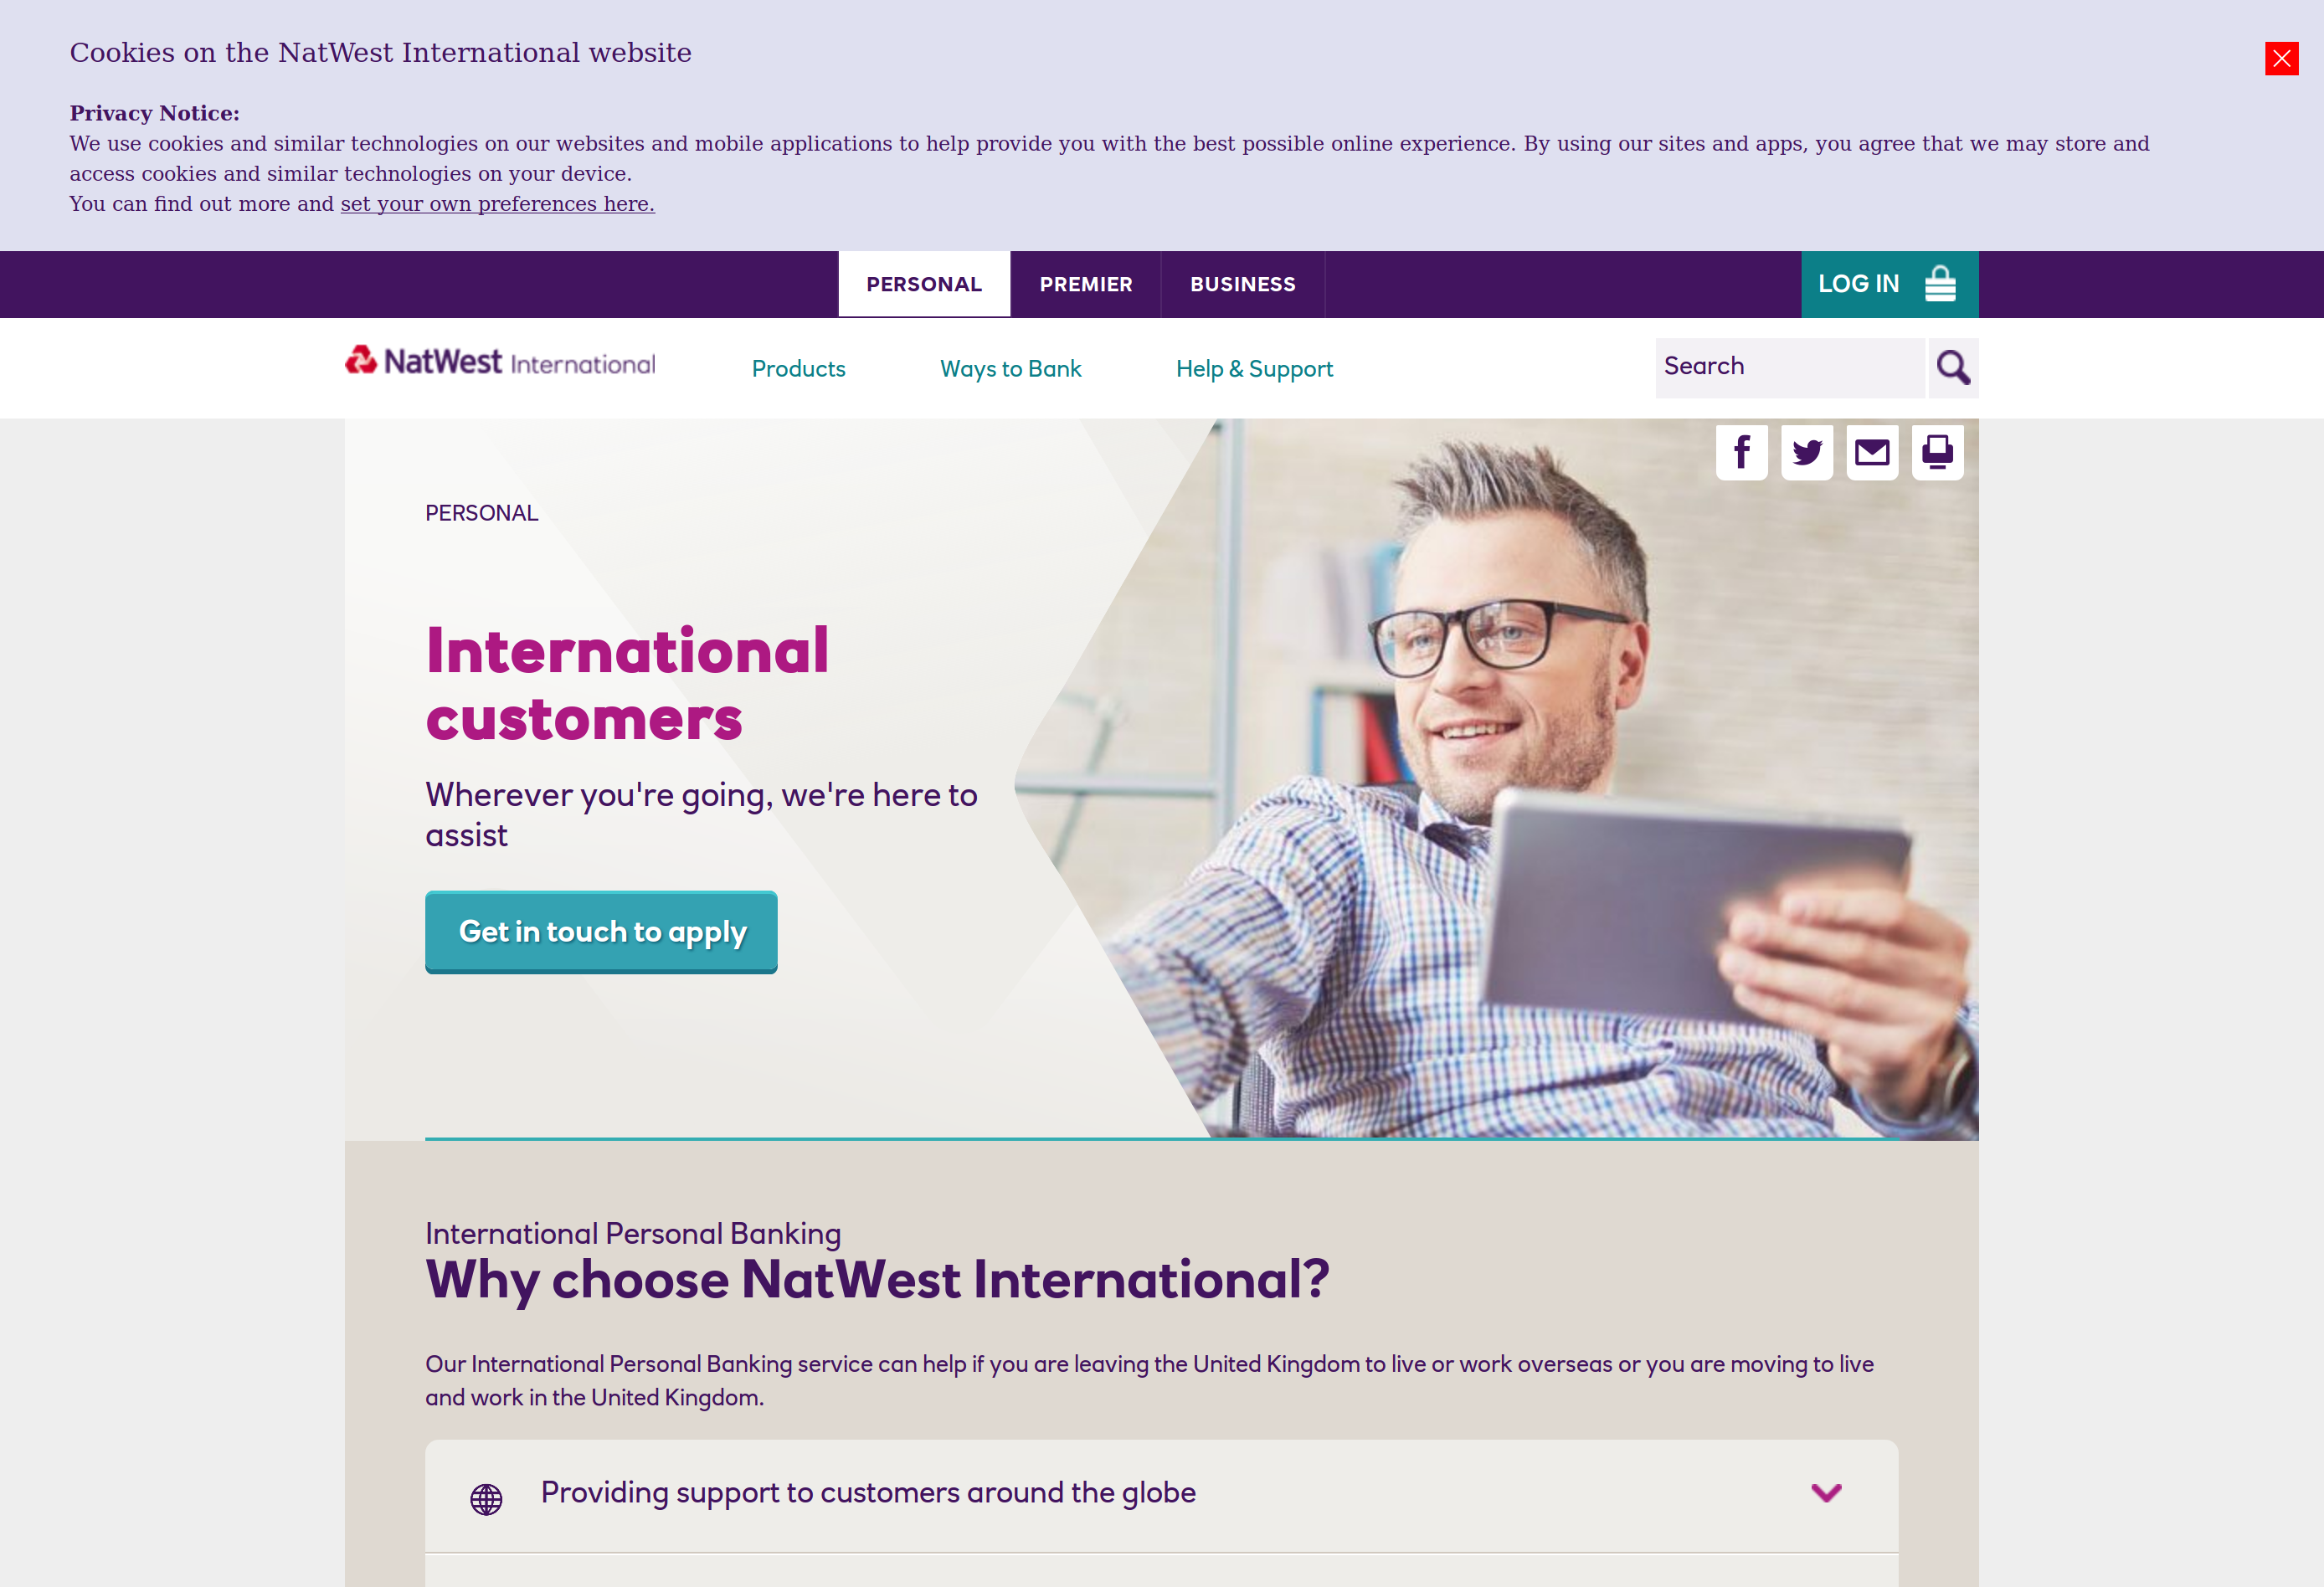 Cookies on the NatWest International website
Privacy Notice:
We use cookies and similar technologies on our websites and mobile applications to help provide you with the best possible online experience. By using our sites and apps, you agree that we may store and
access cookies and similar technologies on your device.
You can find out more and set your own preferences here.
PERSONAL
PREMIER
BUSINESS
LOG IN
NatWest International
Products
Ways to Bank
Help & Support
Search
PERSONAL
International
customers
Wherever you're going, we're here to
assist
Get in touch to apply
International Personal Banking
Why choose NatWest International?
Our International Personal Banking service can help if you are leaving the United Kingdom to live or work overseas or you are moving to live
and work in the United Kingdom.
Providing support to customers around the globe